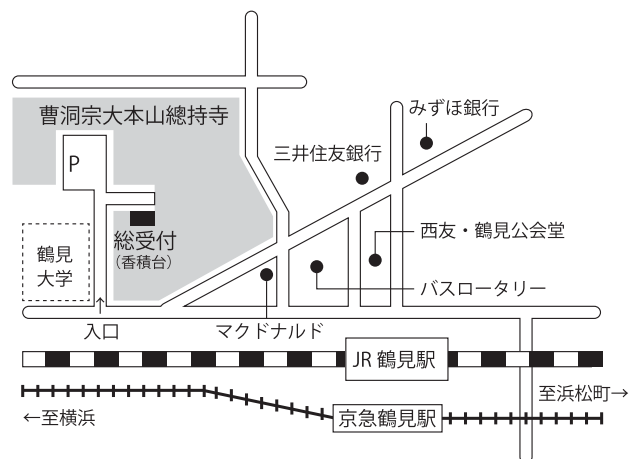 みずほ銀行
曹洞宗大本山總持寺
三井住友銀行
P
総受付
(香積台)
西友・鶴見公会堂
鶴見
大学
バスロータリー
入口
マクドナルド
JR 鶴見駅
至浜松町→
←至横浜
京急鶴見駅